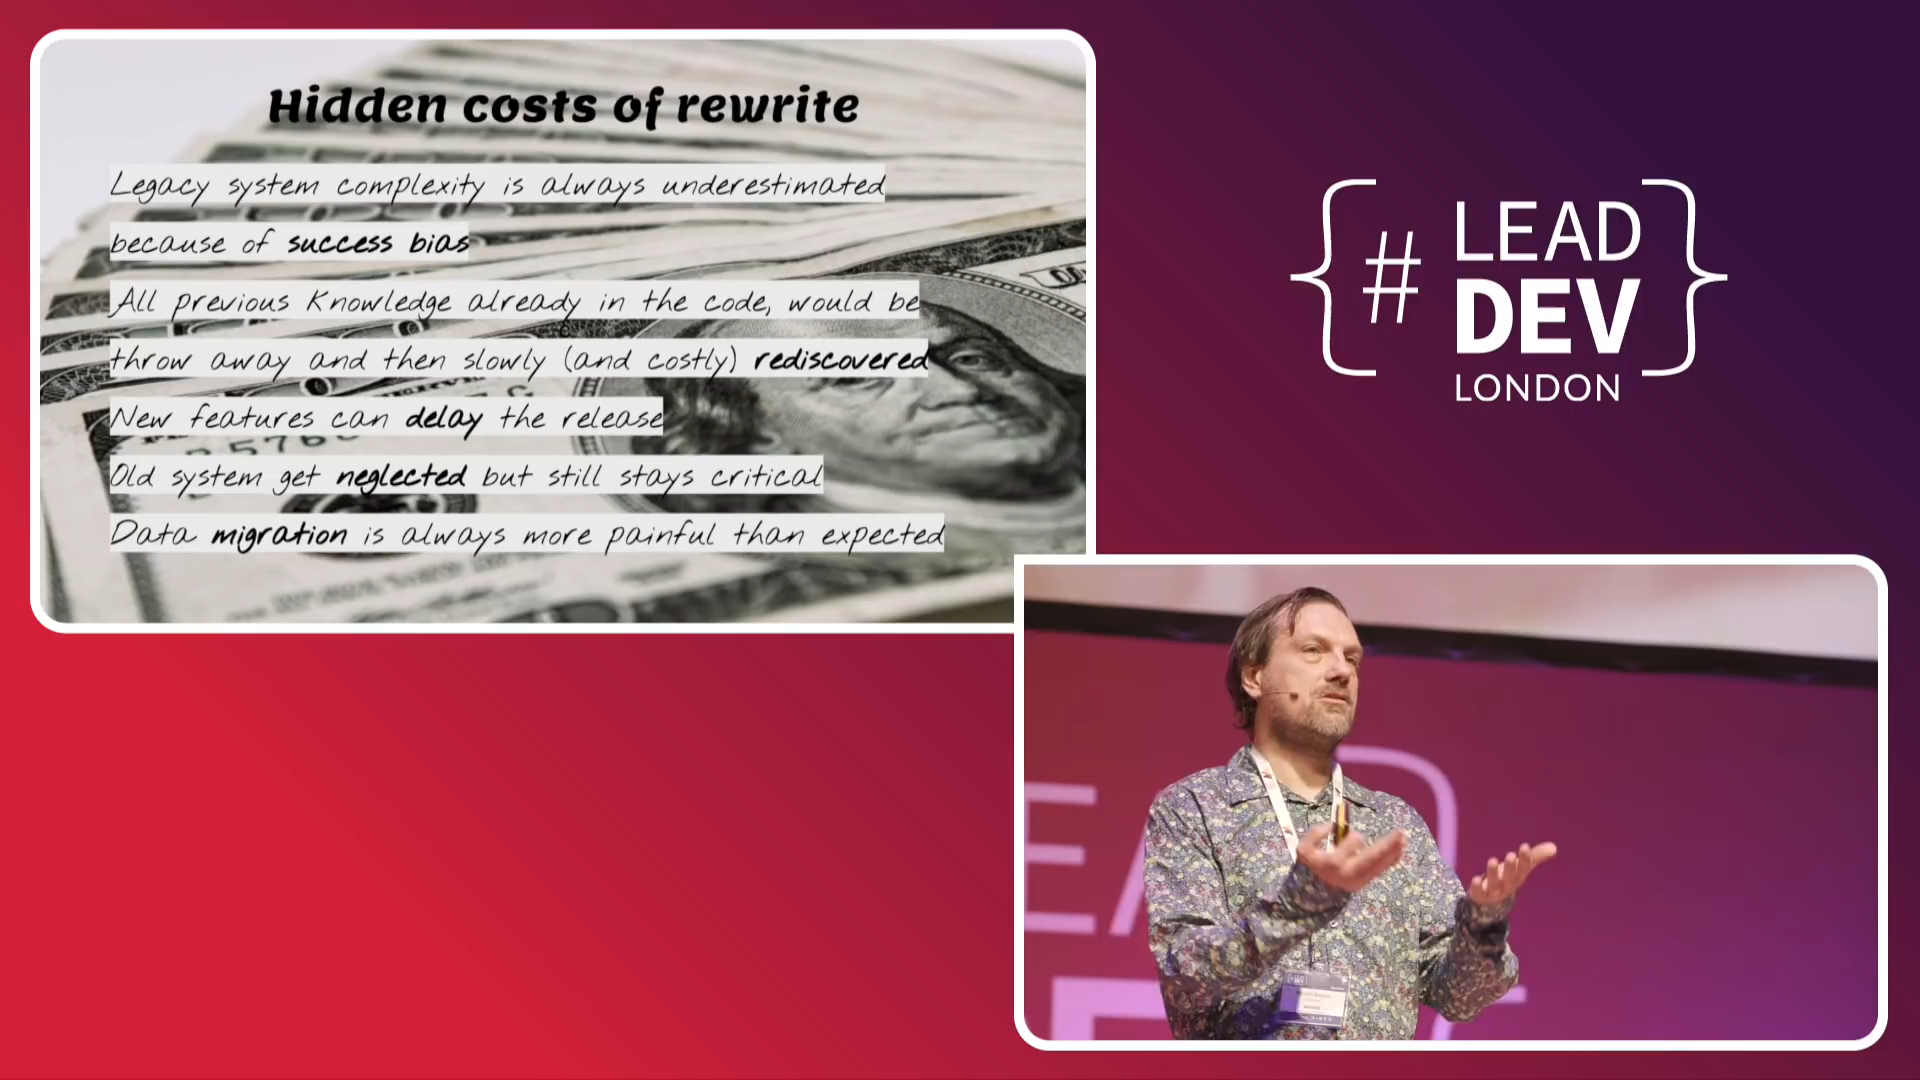 Hidden costs of rewrite
Legacy system complexity is always underestimated
because of success bias
All previous knowledge already in the code, would be
throw away and then slowly (and costly) rediscovered
New features can delay the release
Old system get neglected but still stays critical
Data migration is always more painful than expected
{# LEAD
DEV}
LONDON